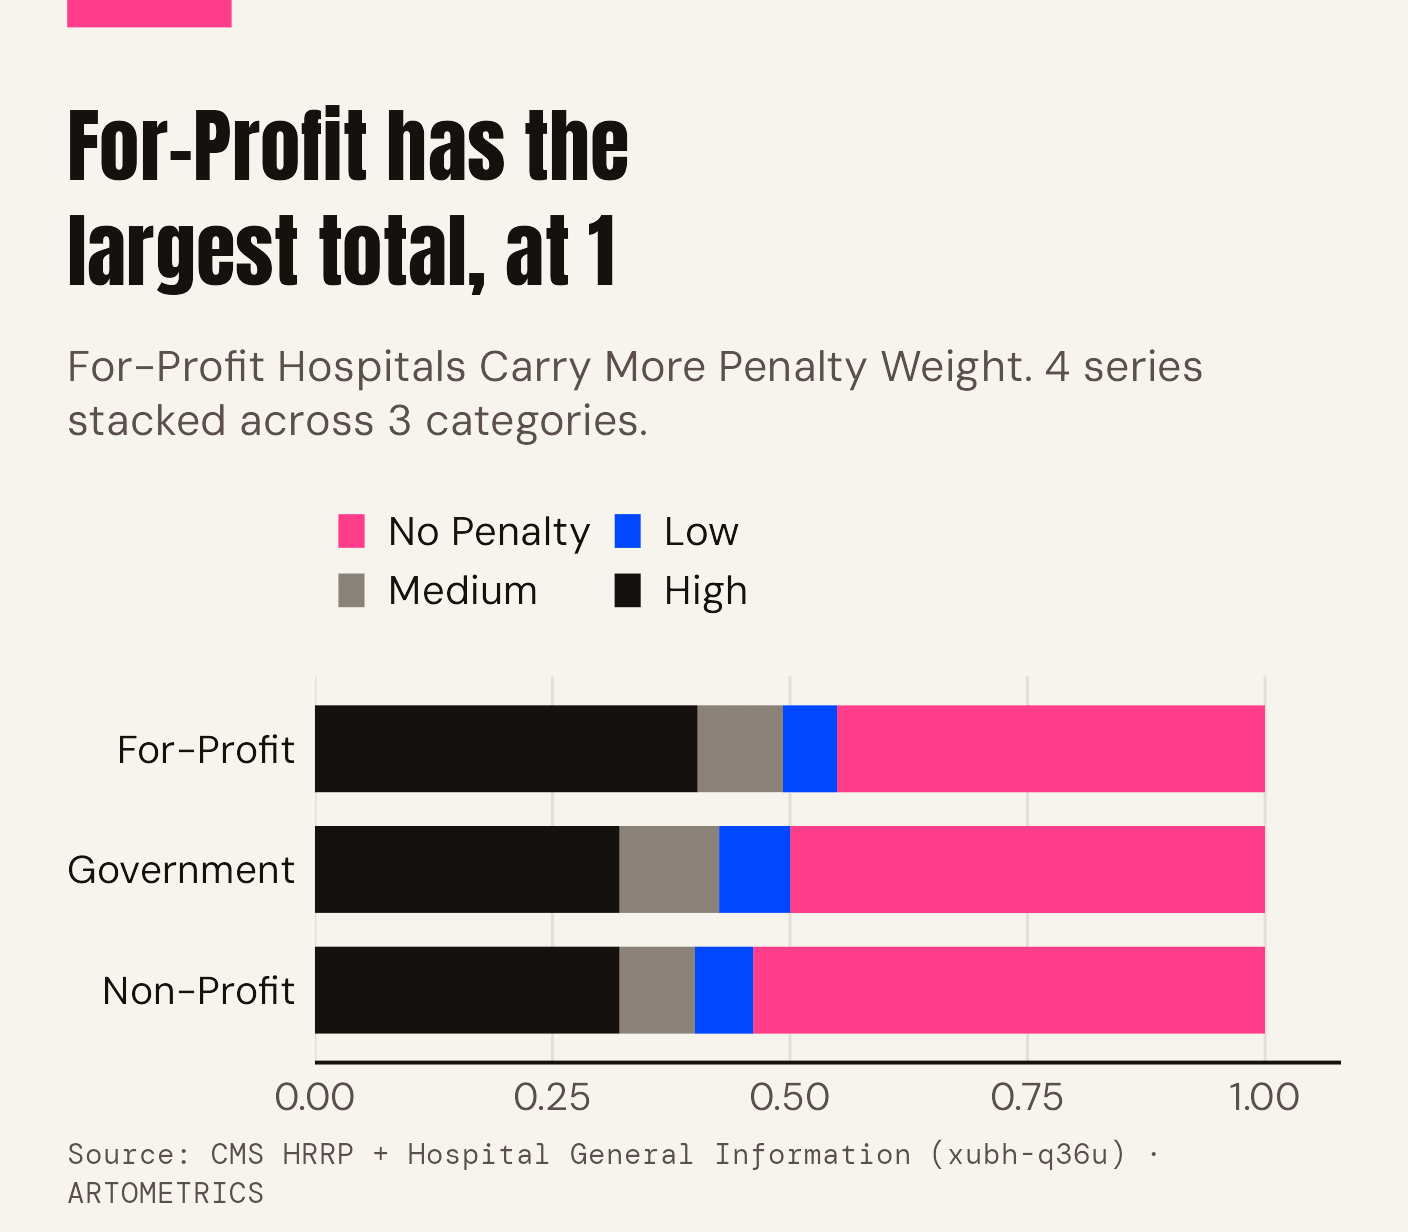 For-Profit has the
largest total, at 1
For-Profit Hospitals Carry More Penalty Weight. 4 series
stacked across 3 categories.
No Penalty Low
Medium High
For-Profit
Government
Non-Profit
0.00 0.25 0.50 0.75 1.00
Source: CMS HRRP + Hospital General Information (xubh-q36u) ·
ARTOMETRICS